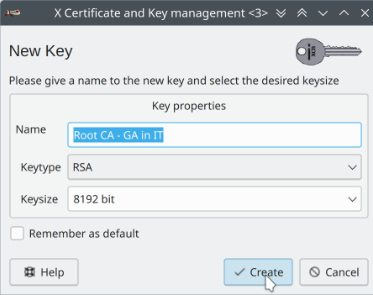 X Certificate and Key management <3>
New Key
Please give a name to the new key and select the desired keysize
Key properties
Name
Root CA - GA in IT
Keytype
RSA
Keysize
8192 bit
Remember as default
Help
Create
Cancel